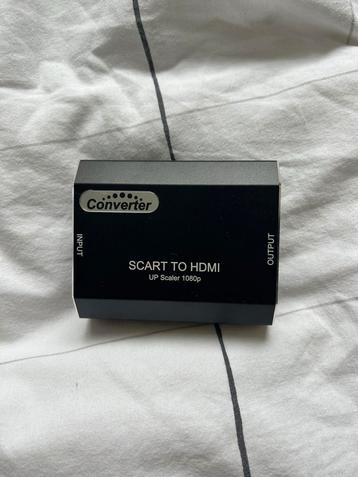 Converter
INPUT
OUTPUT
SCART TO HDMI
UP Scaler 1080p